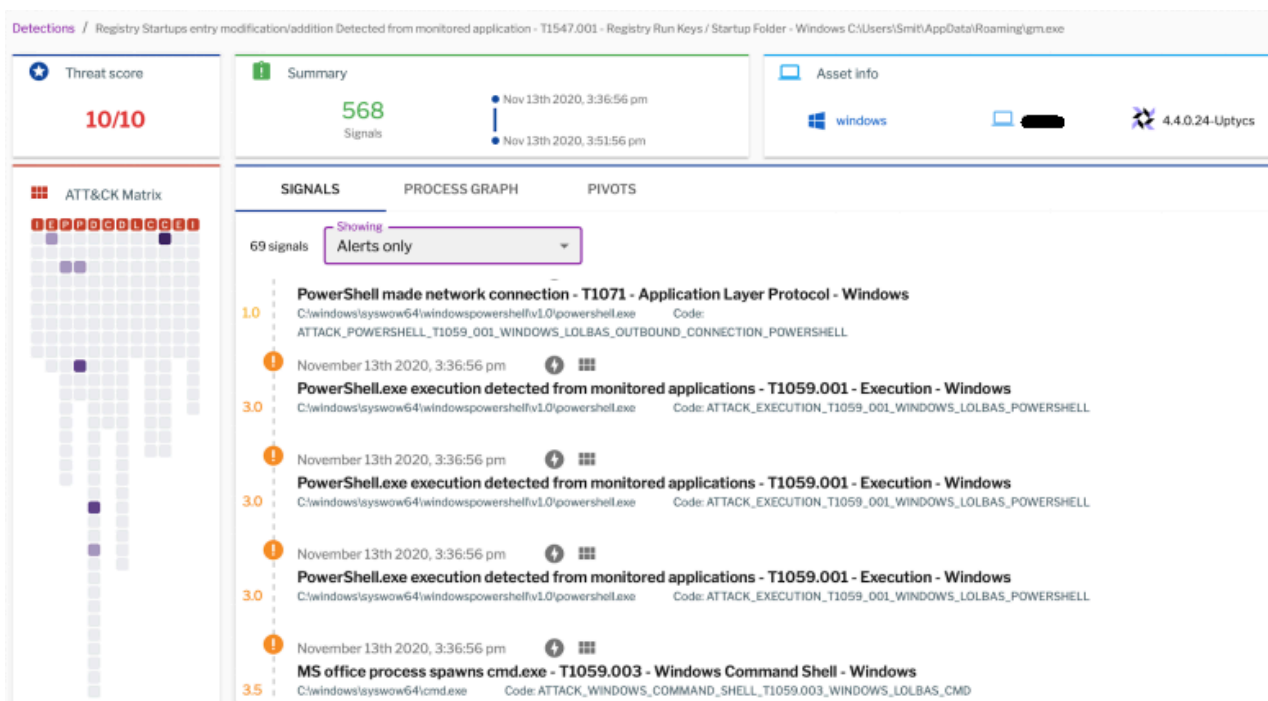 Detections / Registry Startups entry modification/addition Detected from monitored application - T1547.001 - Registry Run Keys / Startup Folder - Windows C:\Users\Smit\AppData\Roaming\gm.exe
Threat score
10/10
Summary
568
Signals
Nov 13th 2020, 3:36:56 pm
Nov 13th 2020, 3:51:56 pm
Asset info
windows
4.4.0.24-Uptycs
ATT&CK Matrix
I E P P D C D L C C E I
SIGNALS PROCESS GRAPH PIVOTS
69 signals
Showing
Alerts only
PowerShell made network connection - T1071 - Application Layer Protocol - Windows
1.0 C:\windows\syswow64\windowspowershell\v1.0\powershell.exe Code:
ATTACK_POWERSHELL_T1059_001_WINDOWS_LOLBAS_OUTBOUND_CONNECTION_POWERSHELL
November 13th 2020, 3:36:56 pm
PowerShell.exe execution detected from monitored applications - T1059.001 - Execution - Windows
3.0 C:\windows\syswow64\windowspowershell\v1.0\powershell.exe Code: ATTACK_EXECUTION_T1059_001_WINDOWS_LOLBAS_POWERSHELL
November 13th 2020, 3:36:56 pm
PowerShell.exe execution detected from monitored applications - T1059.001 - Execution - Windows
3.0 C:\windows\syswow64\windowspowershell\v1.0\powershell.exe Code: ATTACK_EXECUTION_T1059_001_WINDOWS_LOLBAS_POWERSHELL
November 13th 2020, 3:36:56 pm
PowerShell.exe execution detected from monitored applications - T1059.001 - Execution - Windows
3.0 C:\windows\syswow64\windowspowershell\v1.0\powershell.exe Code: ATTACK_EXECUTION_T1059_001_WINDOWS_LOLBAS_POWERSHELL
November 13th 2020, 3:36:56 pm
MS office process spawns cmd.exe - T1059.003 - Windows Command Shell - Windows
3.5 C:\windows\syswow64\cmd.exe Code: ATTACK_WINDOWS_COMMAND_SHELL_T1059.003_WINDOWS_LOLBAS_CMD